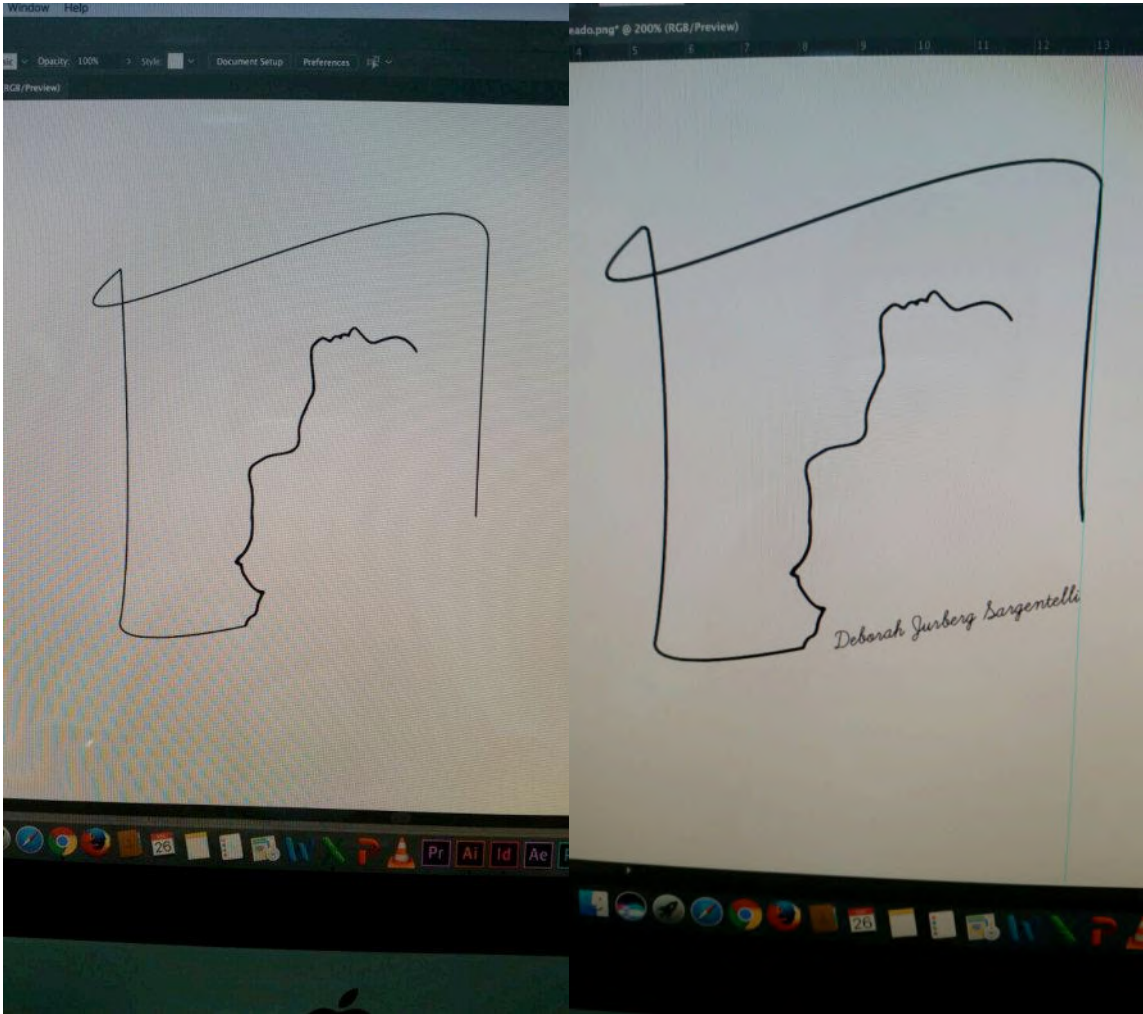 Window Help
Opacity: 100% Style: Document Setup Preferences
RGB/Preview)
26
Pr Ai Id Ae
eado.png* @ 200% (RGB/Preview)
4 5 6 7 8 9 10 11 12 13
Deborah Jurberg Sargentelli
26